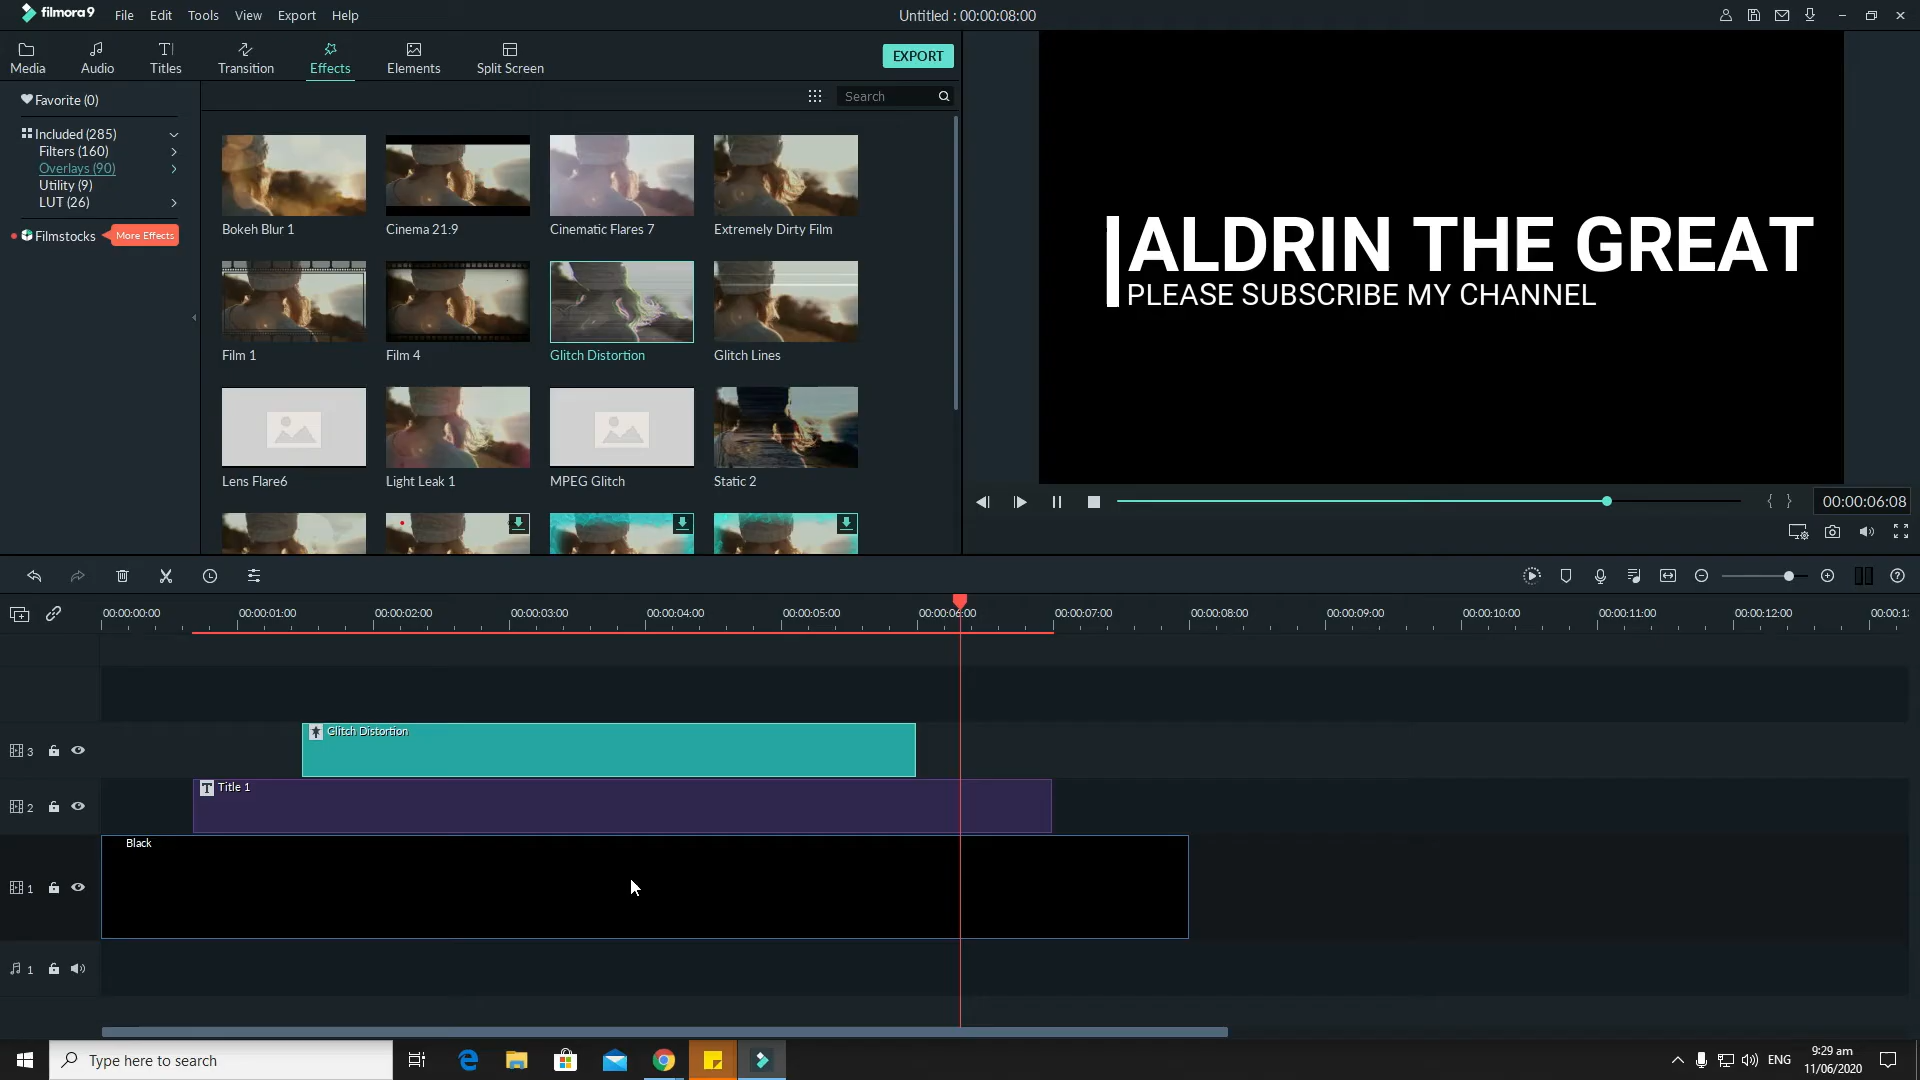 filmora9
File Edit Tools View Export Help
Untitled : 00:00:08:00
Media Audio Titles Transition Effects Elements Split Screen
EXPORT
Favorite (0)
Search
Included (285)
Filters (160)
Overlays (90)
Utility (9)
LUT (26)
Filmstocks More Effects
Bokeh Blur 1 Cinema 21:9 Cinematic Flares 7 Extremely Dirty Film
Film 1 Film 4 Glitch Distortion Glitch Lines
Lens Flare6 Light Leak 1 MPEG Glitch Static 2
ALDRIN THE GREAT
PLEASE SUBSCRIBE MY CHANNEL
{ } 00:00:06:08
00:00:00:00 00:00:01:00 00:00:02:00 00:00:03:00 00:00:04:00 00:00:05:00 00:00:06:00 00:00:07:00 00:00:08:00 00:00:09:00 00:00:10:00 00:00:11:00 00:00:12:00 00:00:13
3 Glitch Distortion
2 T Title 1
1 Black
1
Type here to search
ENG
9:29 am
11/06/2020